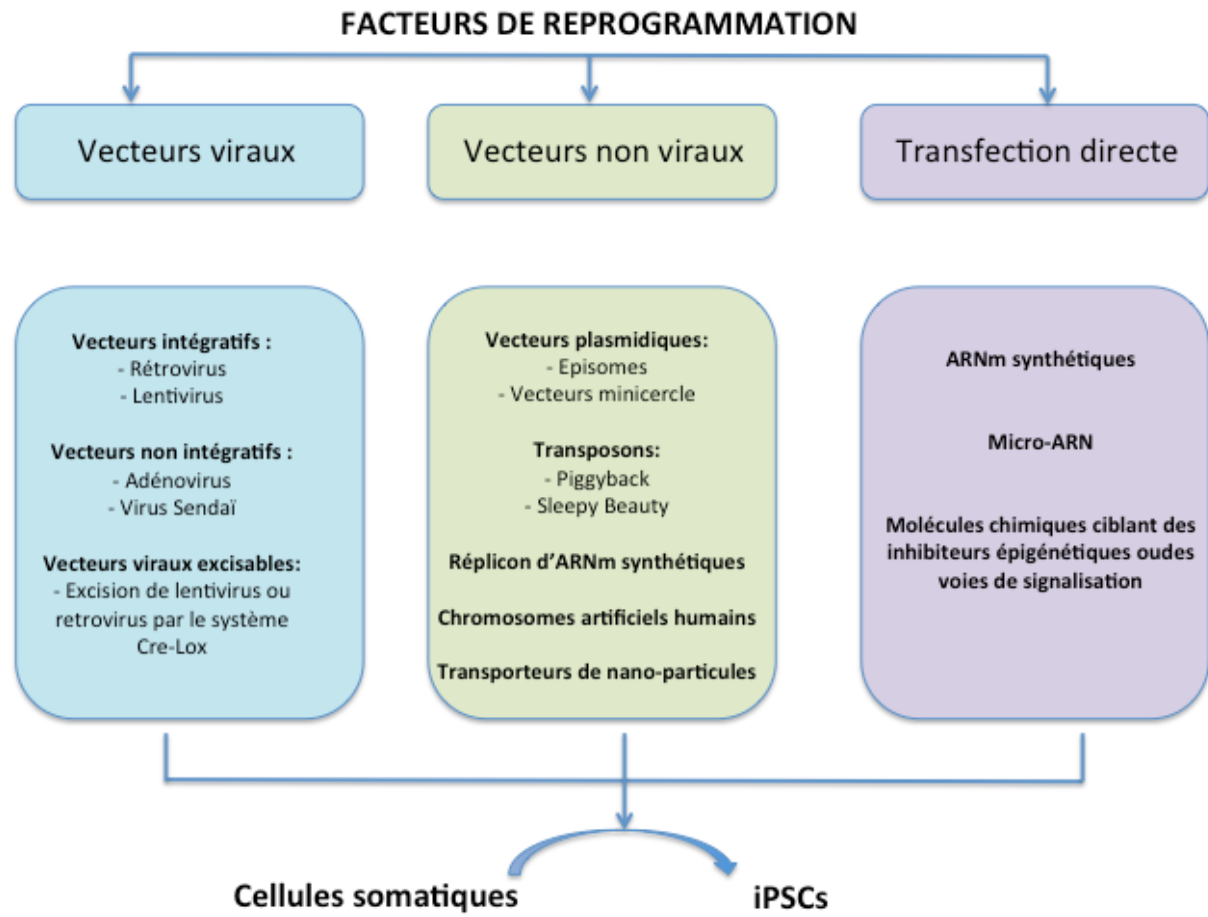 FACTEURS DE REPROGRAMMATION
Vecteurs viraux
Vecteurs non viraux
Transfection directe
Vecteurs intégratifs :
- Rétrovirus
- Lentivirus
Vecteurs non intégratifs :
- Adénovirus
- Virus Sendaï
Vecteurs viraux excisables:
- Excision de lentivirus ou
retrovirus par le système
Cre-Lox
Vecteurs plasmidiques:
- Episomes
- Vecteurs minicercle
Transposons:
- Piggyback
- Sleepy Beauty
Réplicon d'ARNm synthétiques
Chromosomes artificiels humains
Transporteurs de nano-particules
ARNm synthétiques
Micro-ARN
Molécules chimiques ciblant des
inhibiteurs épigénétiques oudes
voies de signalisation
Cellules somatiques
iPSCs